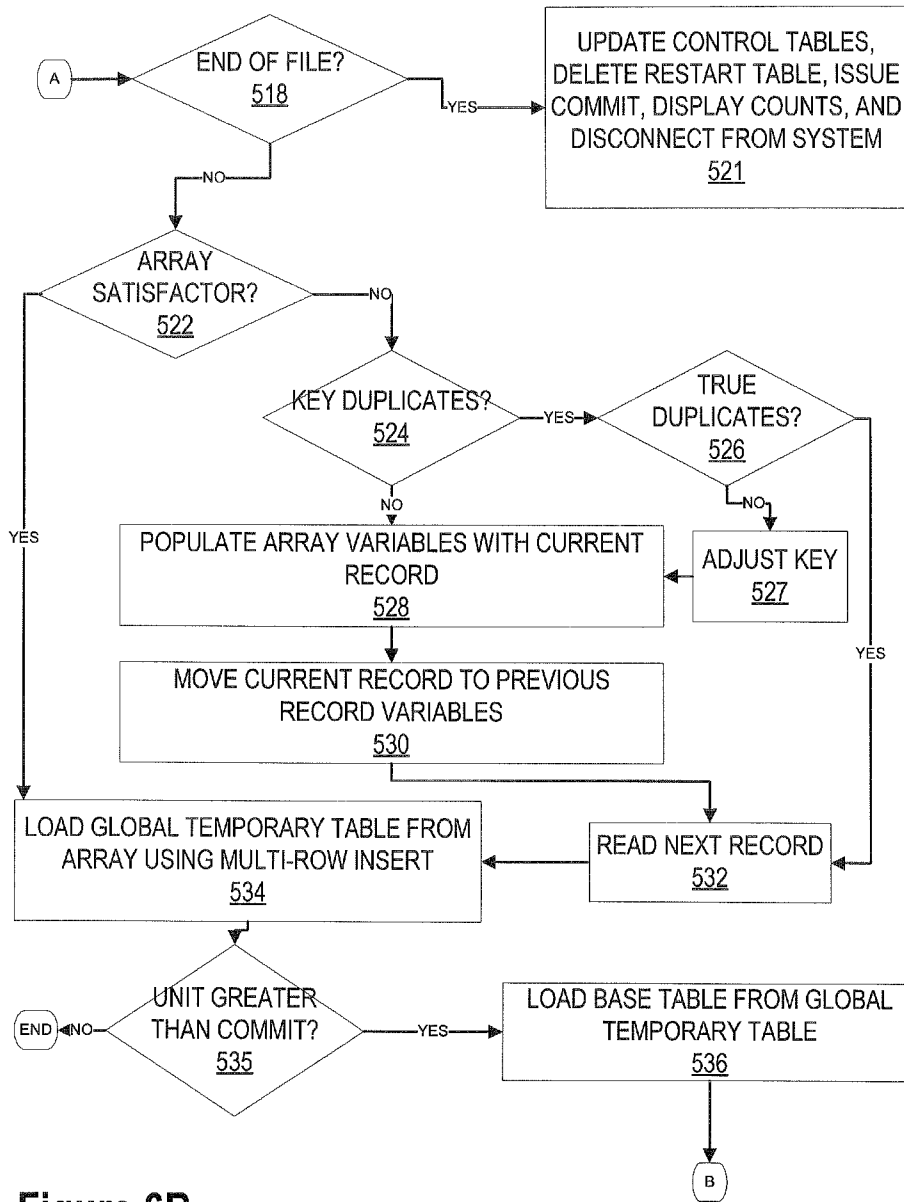 A
END OF FILE?
518
YES
UPDATE CONTROL TABLES,
DELETE RESTART TABLE, ISSUE
COMMIT, DISPLAY COUNTS, AND
DISCONNECT FROM SYSTEM
521
NO
ARRAY
SATISFACTOR?
522
NO
KEY DUPLICATES?
524
YES
TRUE
DUPLICATES?
526
NO
NO
YES
POPULATE ARRAY VARIABLES WITH CURRENT
RECORD
528
ADJUST KEY
527
YES
MOVE CURRENT RECORD TO PREVIOUS
RECORD VARIABLES
530
LOAD GLOBAL TEMPORARY TABLE FROM
ARRAY USING MULTI-ROW INSERT
534
READ NEXT RECORD
532
UNIT GREATER
THAN COMMIT?
535
END
NO
YES
LOAD BASE TABLE FROM GLOBAL
TEMPORARY TABLE
536
B
Figure 6B